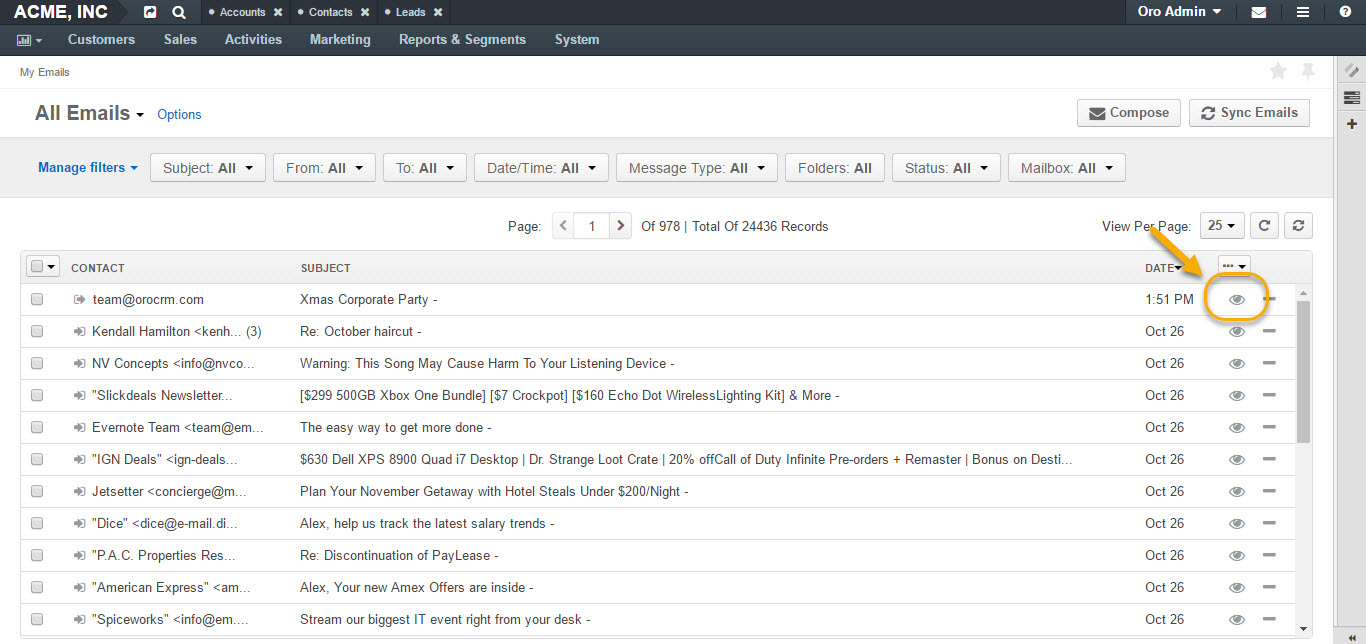 ACME, INC Accounts Contacts Leads Oro Admin
Customers Sales Activities Marketing Reports & Segments System
My Emails
All Emails Options Compose Sync Emails
Manage filters Subject: All From: All To: All Date/Time: All Message Type: All Folders: All Status: All Mailbox: All
Page: 1 Of 978 | Total Of 24436 Records View Per Page: 25
CONTACT SUBJECT DATE
team@orocrm.com Xmas Corporate Party - 1:51 PM
Kendall Hamilton <kenh... (3) Re: October haircut - Oct 26
NV Concepts <info@nvco... Warning: This Song May Cause Harm To Your Listening Device - Oct 26
"Slickdeals Newsletter... [$299 500GB Xbox One Bundle] [$7 Crockpot] [$160 Echo Dot WirelessLighting Kit] & More - Oct 26
Evernote Team <team@em... The easy way to get more done - Oct 26
"IGN Deals" <ign-deals... $630 Dell XPS 8900 Quad i7 Desktop | Dr. Strange Loot Crate | 20% offCall of Duty Infinite Pre-orders + Remaster | Bonus on Desti... Oct 26
Jetsetter <concierge@m... Plan Your November Getaway with Hotel Steals Under $200/Night - Oct 26
"Dice" <dice@e-mail.di... Alex, help us track the latest salary trends - Oct 26
"P.A.C. Properties Res... Re: Discontinuation of PayLease - Oct 26
"American Express" <am... Alex, Your new Amex Offers are inside - Oct 26
"Spiceworks" <info@em.... Stream our biggest IT event right from your desk - Oct 26